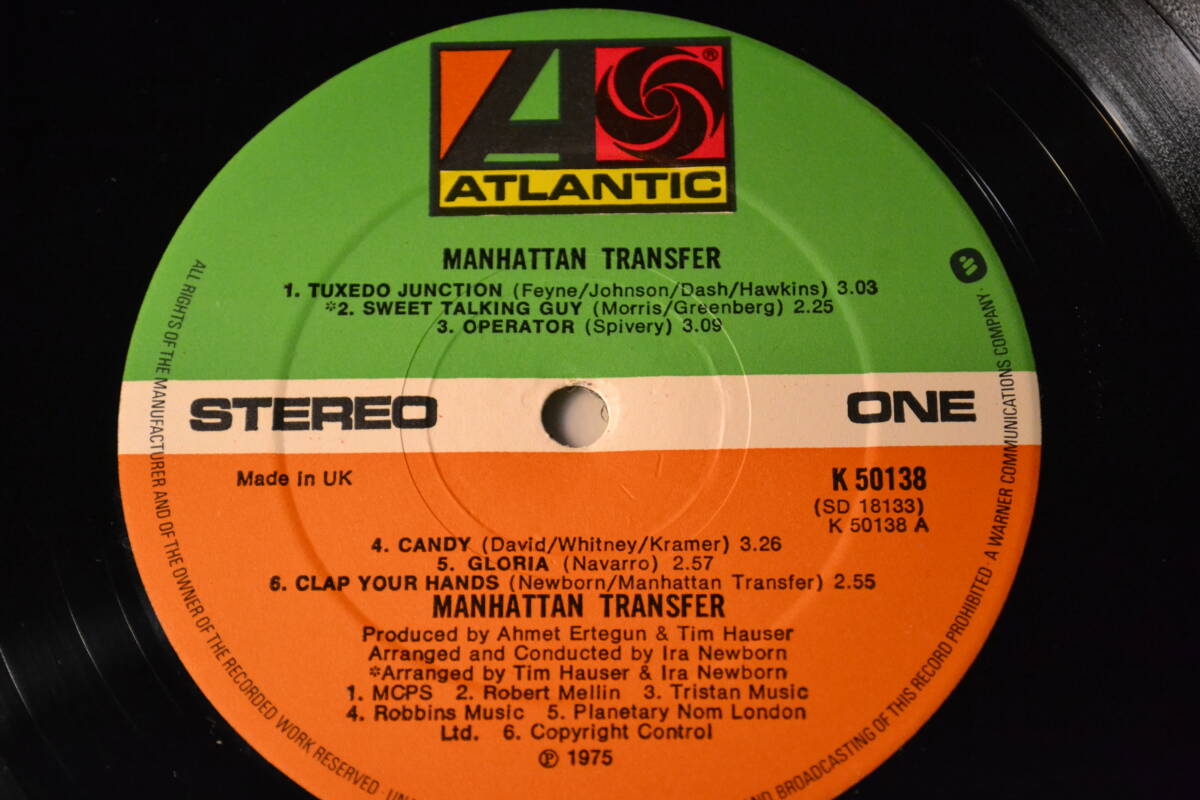 ATLANTIC
®
MANHATTAN TRANSFER
1. TUXEDO JUNCTION (Feyne/Johnson/Dash/Hawkins) 3.03
*2. SWEET TALKING GUY (Morris/Greenberg) 2.25
3. OPERATOR (Spivery) 3.09
STEREO
ONE
Made in UK
K 50138
(SD 18133)
K 50138 A
4. CANDY (David/Whitney/Kramer) 3.26
5. GLORIA (Navarro) 2.57
6. CLAP YOUR HANDS (Newborn/Manhattan Transfer) 2.55
MANHATTAN TRANSFER
Produced by Ahmet Ertegun & Tim Hauser
Arranged and Conducted by Ira Newborn
*Arranged by Tim Hauser & Ira Newborn
1. MCPS 2. Robert Mellin 3. Tristan Music
4. Robbins Music 5. Planetary Nom London
Ltd. 6. Copyright Control
℗ 1975
ALL RIGHTS OF THE MANUFACTURER AND OF THE OWNER OF THE RECORDED WORK RESERVED · BROADCASTING OF THIS RECORD PROHIBITED · A WARNER COMMUNICATIONS COMPANY ·